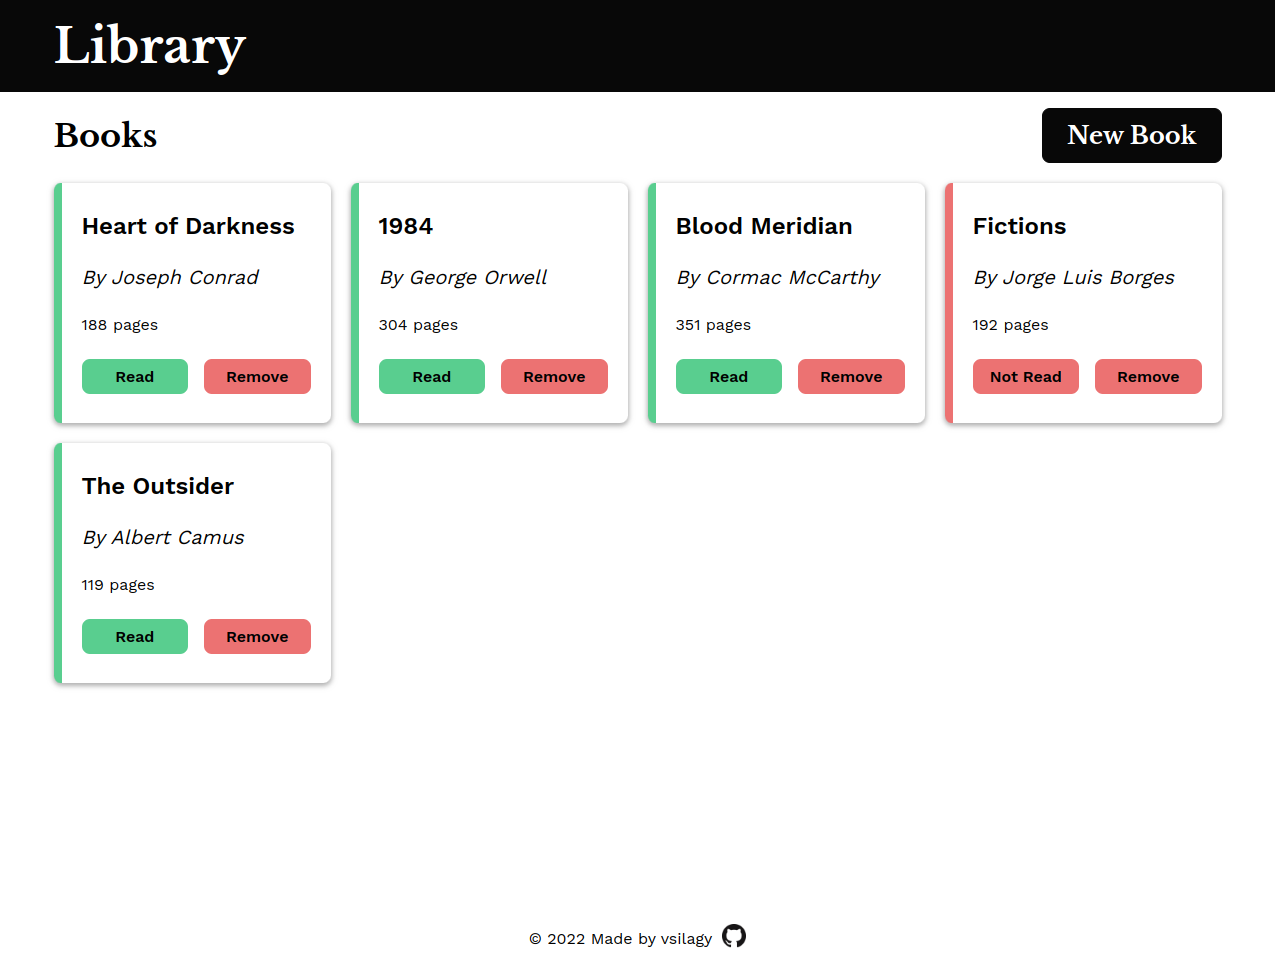 Library
Books
New Book
Heart of Darkness
By Joseph Conrad
188 pages
Read
Remove
1984
By George Orwell
304 pages
Read
Remove
Blood Meridian
By Cormac McCarthy
351 pages
Read
Remove
Fictions
By Jorge Luis Borges
192 pages
Not Read
Remove
The Outsider
By Albert Camus
119 pages
Read
Remove
© 2022 Made by vsilagy